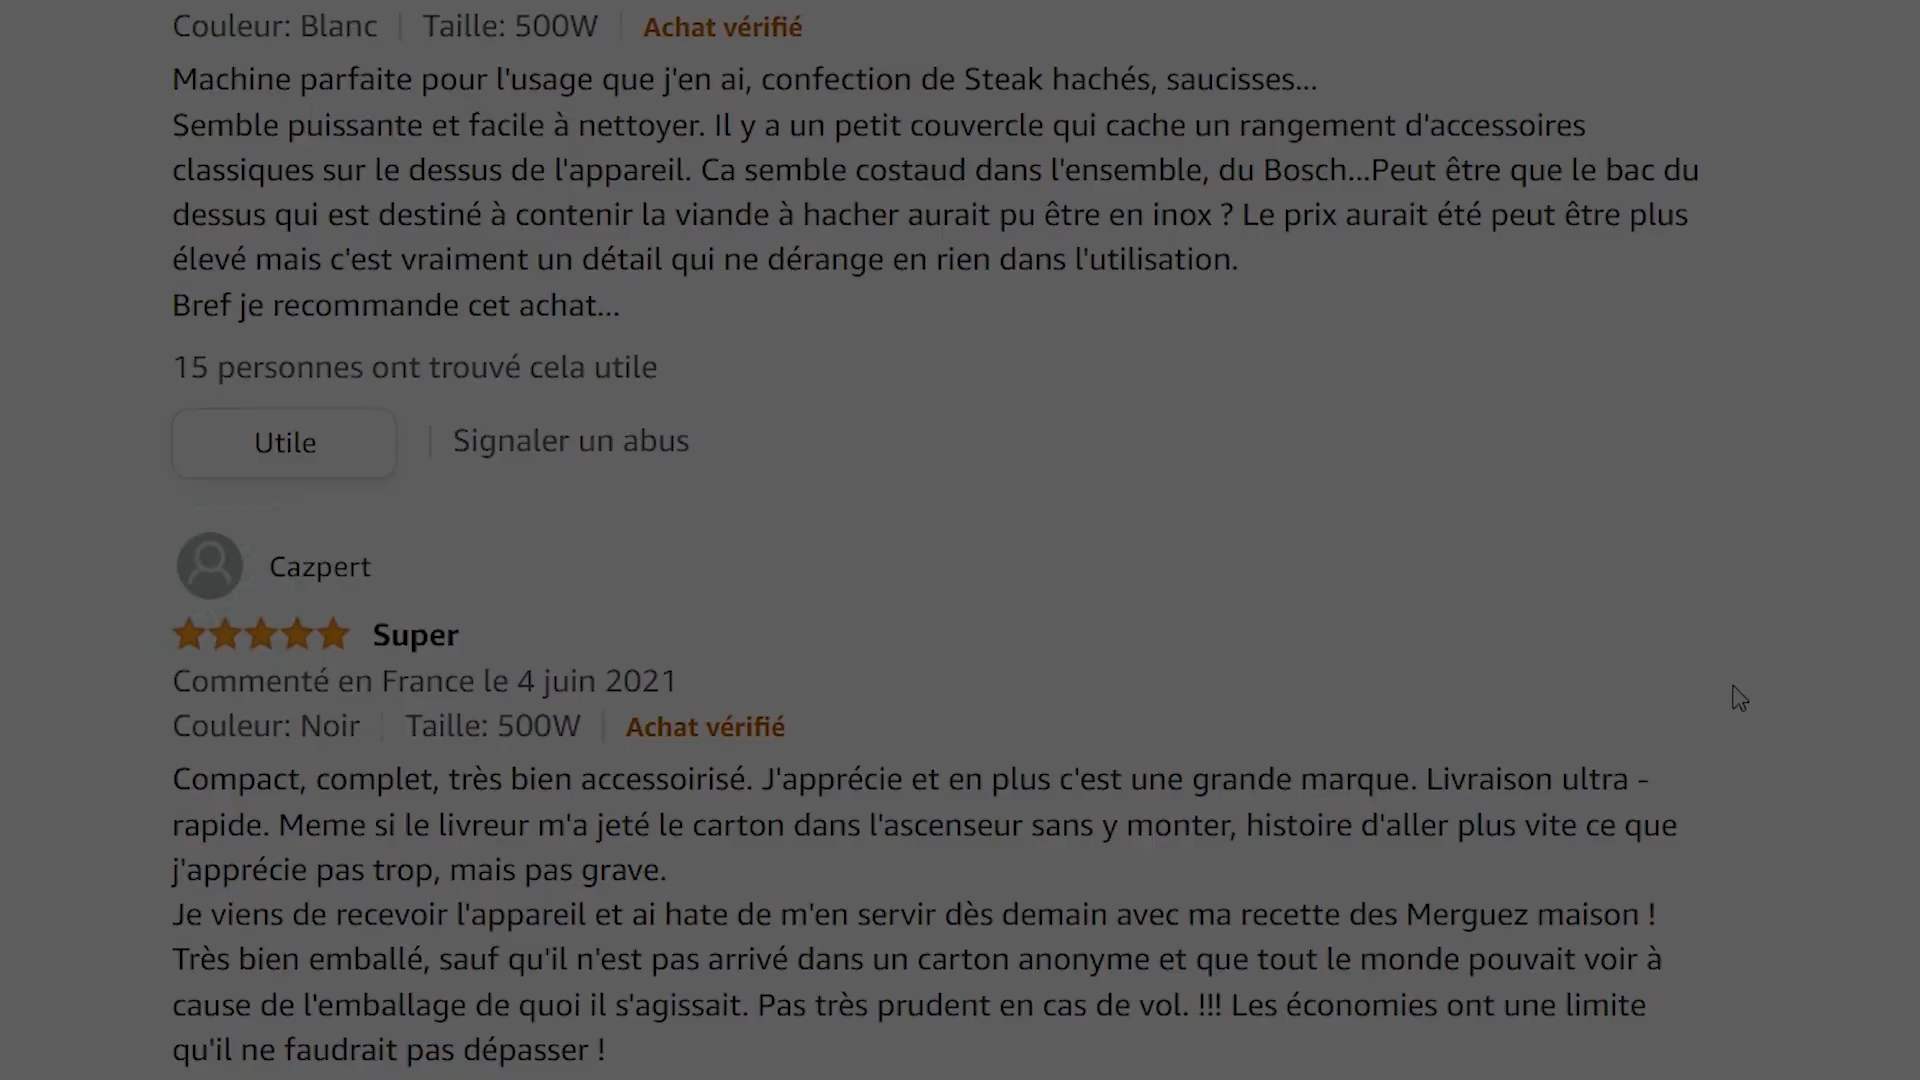 Couleur: Blanc | Taille: 500W | Achat vérifié
Machine parfaite pour l'usage que j'en ai, confection de Steak hachés, saucisses...
Semble puissante et facile à nettoyer. Il y a un petit couvercle qui cache un rangement d'accessoires
classiques sur le dessus de l'appareil. Ca semble costaud dans l'ensemble, du Bosch...Peut être que le bac du
dessus qui est destiné à contenir la viande à hacher aurait pu être en inox ? Le prix aurait été peut être plus
élevé mais c'est vraiment un détail qui ne dérange en rien dans l'utilisation.
Bref je recommande cet achat...
15 personnes ont trouvé cela utile
Utile | Signaler un abus
Cazpert
Super
Commenté en France le 4 juin 2021
Couleur: Noir | Taille: 500W | Achat vérifié
Compact, complet, très bien accessoirisé. J'apprécie et en plus c'est une grande marque. Livraison ultra -
rapide. Meme si le livreur m'a jeté le carton dans l'ascenseur sans y monter, histoire d'aller plus vite ce que
j'apprécie pas trop, mais pas grave.
Je viens de recevoir l'appareil et ai hate de m'en servir dès demain avec ma recette des Merguez maison !
Très bien emballé, sauf qu'il n'est pas arrivé dans un carton anonyme et que tout le monde pouvait voir à
cause de l'emballage de quoi il s'agissait. Pas très prudent en cas de vol. !!! Les économies ont une limite
qu'il ne faudrait pas dépasser !